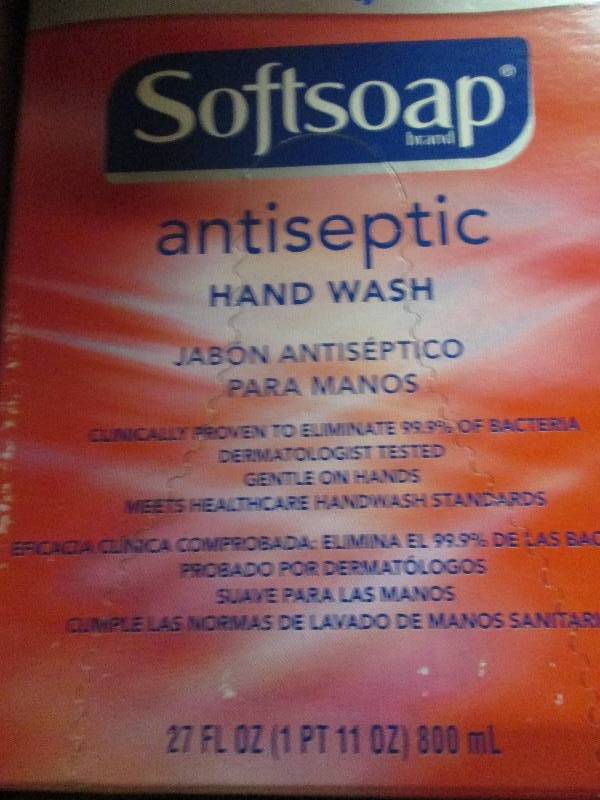 Softsoap®
brand
antiseptic
HAND WASH
JABÓN ANTISÉPTICO
PARA MANOS
CLINICALLY PROVEN TO ELIMINATE 99.9% OF BACTERIA
DERMATOLOGIST TESTED
GENTLE ON HANDS
MEETS HEALTHCARE HANDWASH STANDARDS
EFICACIA CLÍNICA COMPROBADA: ELIMINA EL 99.9% DE LAS BAC
PROBADO POR DERMATÓLOGOS
SUAVE PARA LAS MANOS
CUMPLE LAS NORMAS DE LAVADO DE MANOS SANITARI
27 FL OZ (1 PT 11 OZ) 800 mL